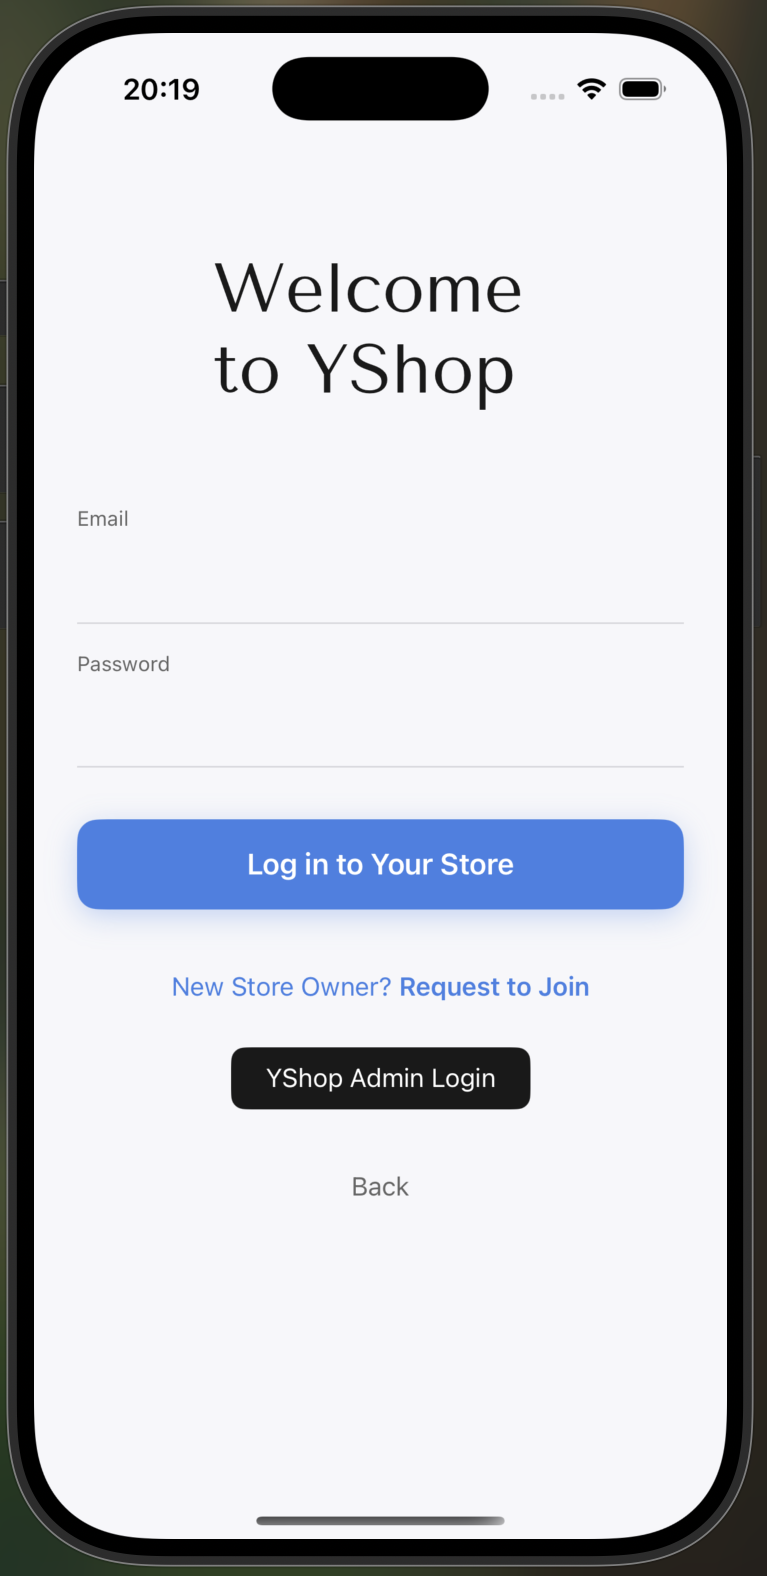 20:19
Welcome
to YShop
Email
Password
Log in to Your Store
New Store Owner? Request to Join
YShop Admin Login
Back